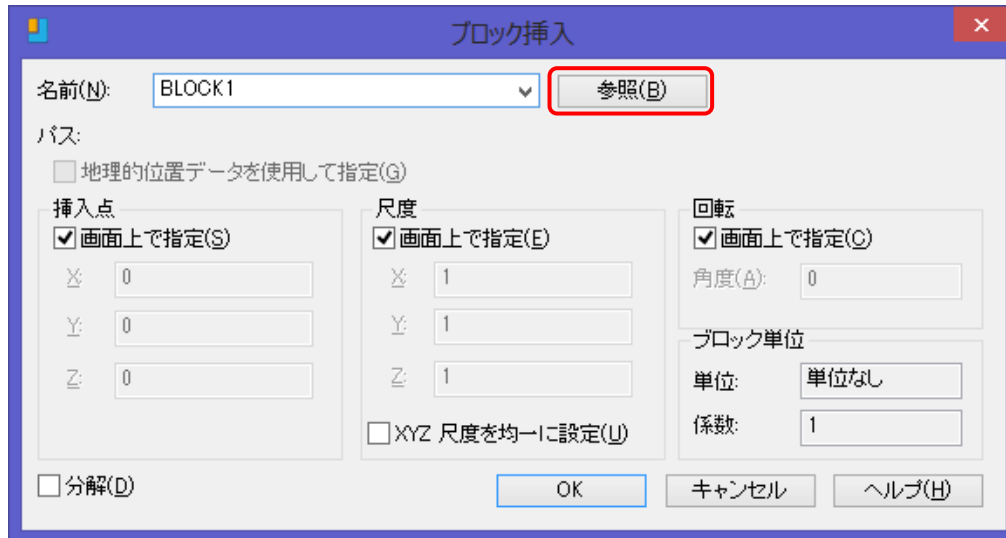 ブロック挿入
名前(N): BLOCK1 参照(B)
パス:
地理的位置データを使用して指定(G)
挿入点
画面上で指定(S)
X: 0
Y: 0
Z: 0
尺度
画面上で指定(E)
X: 1
Y: 1
Z: 1
XYZ 尺度を均一に設定(U)
回転
画面上で指定(C)
角度(A): 0
ブロック単位
単位: 単位なし
係数: 1
分解(D)
OK キャンセル ヘルプ(H)